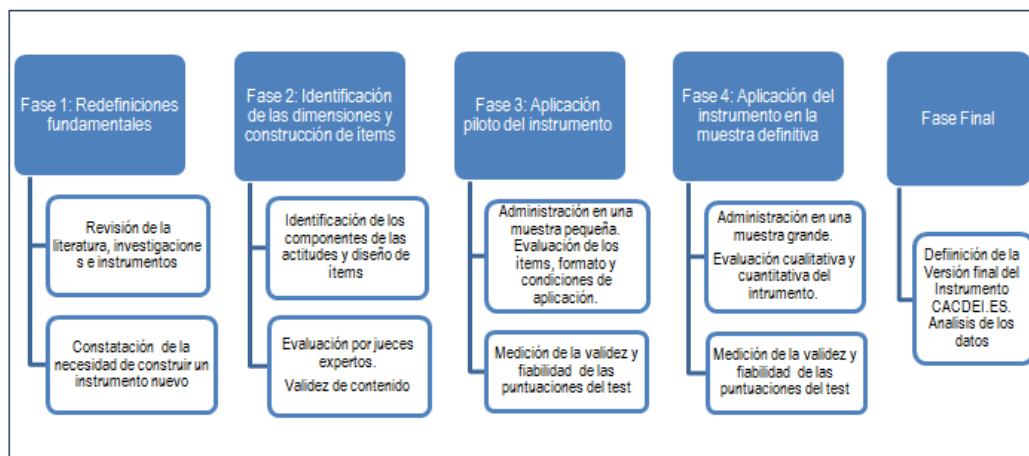 Fase 1: Redefiniciones
fundamentales
Revisión de la
literatura, investigacione
s e instrumentos
Constatación de la
necesidad de construir un
instrumento nuevo
Fase 2: Identificación
de las dimensiones y
construcción de ítems
Identificación de los
componentes de las
actitudes y diseño de
ítems
Evaluación por jueces
expertos.
Validez de contenido
Fase 3: Aplicación
piloto del instrumento
Administración en una
muestra pequeña.
Evaluación de los
ítems, formato y
condiciones de
aplicación.
Medición de la validez y
fiabilidad de las
puntuaciones del test
Fase 4: Aplicación del
instrumento en la
muestra definitiva
Administración en una
muestra grande.
Evaluación cualitativa y
cuantitativa del
intrumento.
Medición de la validez y
fiabilidad de las
puntuaciones del test
Fase Final
Defiinición de la
Versión final del
Instrumento
CACDEI.ES.
Analisis de los
datos